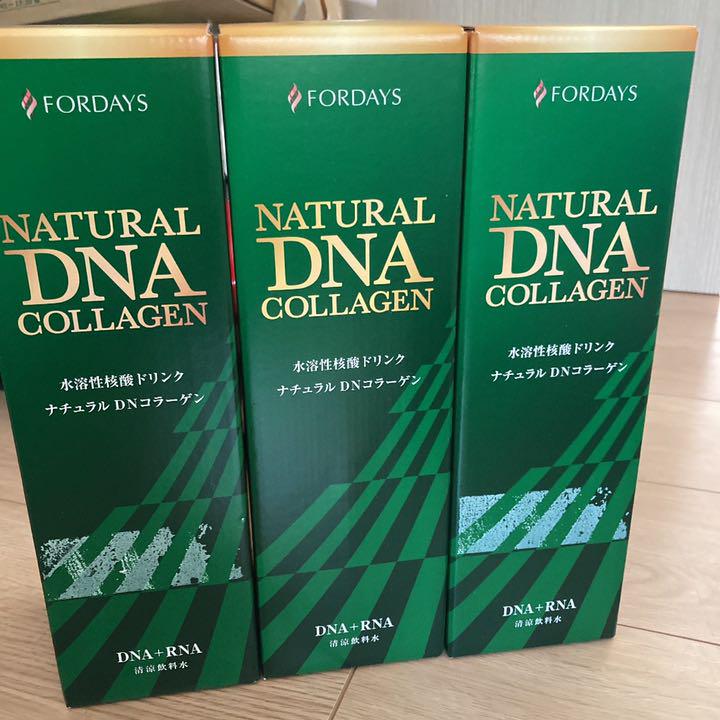 FORDAYS
NATURAL
DNA
COLLAGEN
水溶性核酸ドリンク
ナチュラル DNコラーゲン
DNA+RNA
清涼飲料水
FORDAYS
NATURAL
DNA
COLLAGEN
水溶性核酸ドリンク
ナチュラル DNコラーゲン
DNA+RNA
清涼飲料水
FORDAYS
NATURAL
DNA
COLLAGEN
水溶性核酸ドリンク
ナチュラル DNコラーゲン
DNA+RNA
清涼飲料水